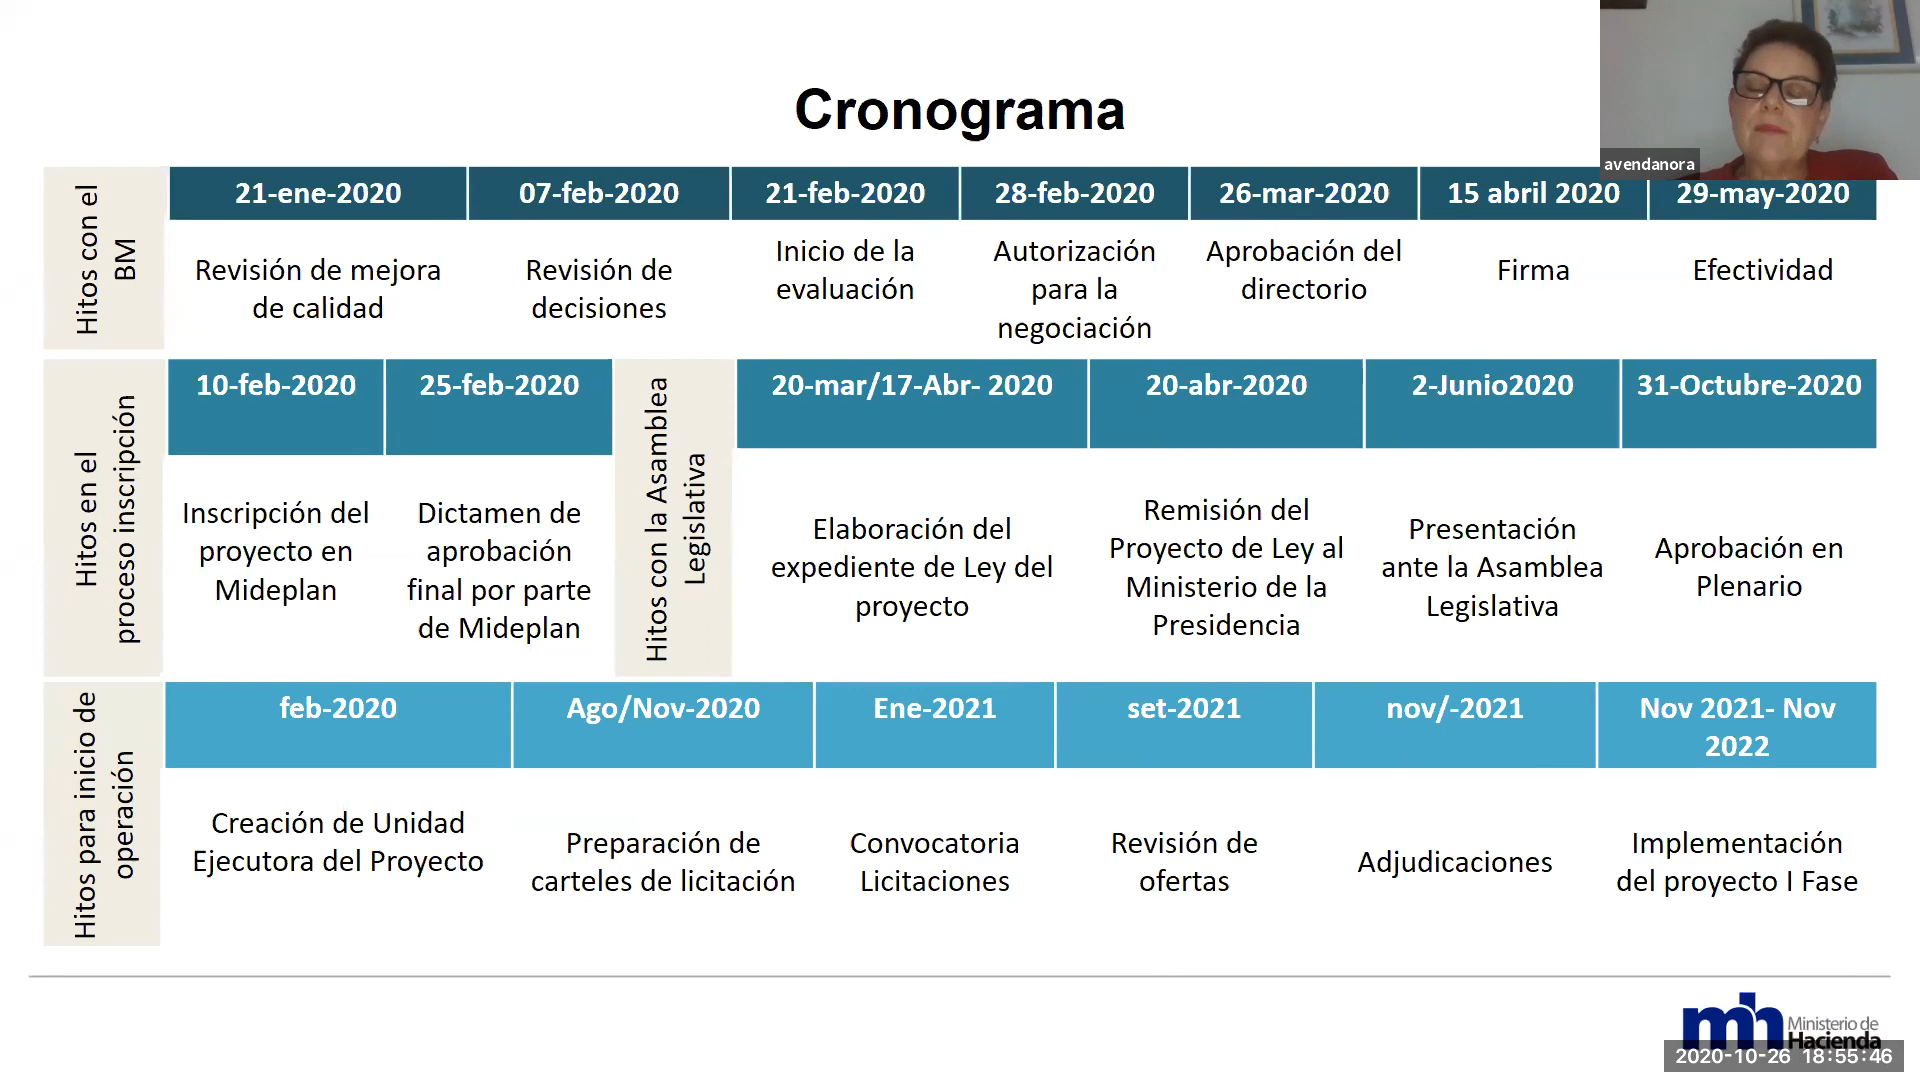 Cronograma
avendanora
Hitos con el
BM
21-ene-2020
07-feb-2020
21-feb-2020
28-feb-2020
26-mar-2020
15 abril 2020
29-may-2020
Revisión de mejora
de calidad
Revisión de
decisiones
Inicio de la
evaluación
Autorización
para la
negociación
Aprobación del
directorio
Firma
Efectividad
Hitos en el
proceso inscripción
10-feb-2020
25-feb-2020
Inscripción del
proyecto en
Mideplan
Dictamen de
aprobación
final por parte
de Mideplan
Hitos con la Asamblea
Legislativa
20-mar/17-Abr- 2020
20-abr-2020
2-Junio2020
31-Octubre-2020
Elaboración del
expediente de Ley del
proyecto
Remisión del
Proyecto de Ley al
Ministerio de la
Presidencia
Presentación
ante la Asamblea
Legislativa
Aprobación en
Plenario
Hitos para inicio de
operación
feb-2020
Ago/Nov-2020
Ene-2021
set-2021
nov/-2021
Nov 2021- Nov
2022
Creación de Unidad
Ejecutora del Proyecto
Preparación de
carteles de licitación
Convocatoria
Licitaciones
Revisión de
ofertas
Adjudicaciones
Implementación
del proyecto I Fase
mh
Ministerio de
Hacienda
2020-10-26 18:55:46